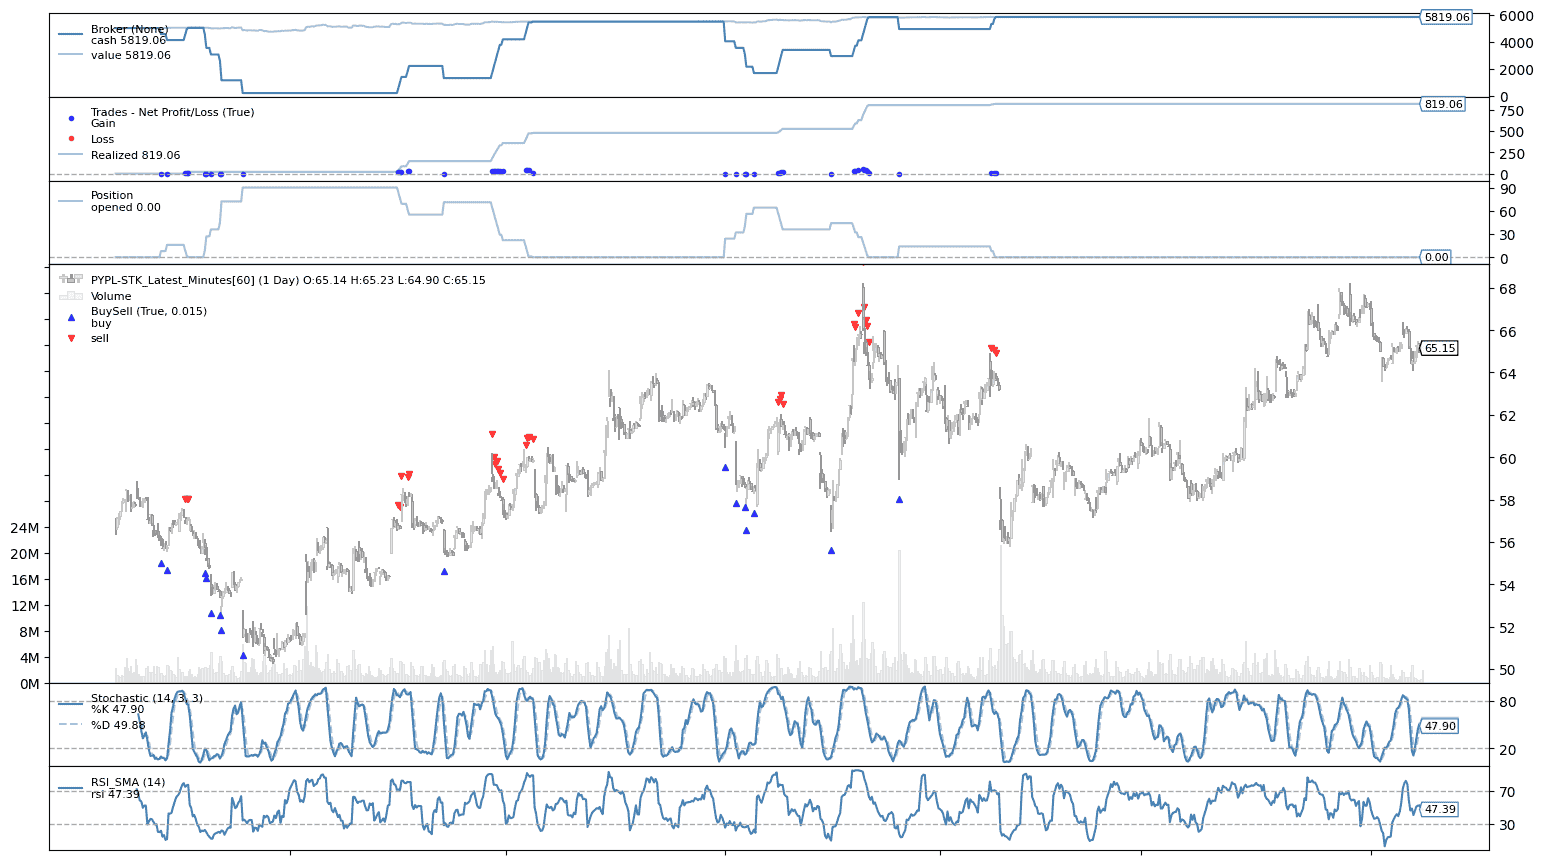 Broker (None)
cash 5819.06
value 5819.06
6000
5819.06
4000
2000
0
Trades - Net Profit/Loss (True)
Gain
Loss
Realized 819.06
819.06
750
500
250
0
Position
opened 0.00
90
60
30
0
0.00
PYPL-STK_Latest_Minutes[60] (1 Day) O:65.14 H:65.23 L:64.90 C:65.15
Volume
BuySell (True, 0.015)
buy
sell
68
66
65.15
64
62
60
58
56
54
52
50
24M
20M
16M
12M
8M
4M
0M
Stochastic (14, 3, 3)
%K 47.90
%D 49.88
80
47.90
20
RSI_SMA (14)
rsi 47.39
70
47.39
30